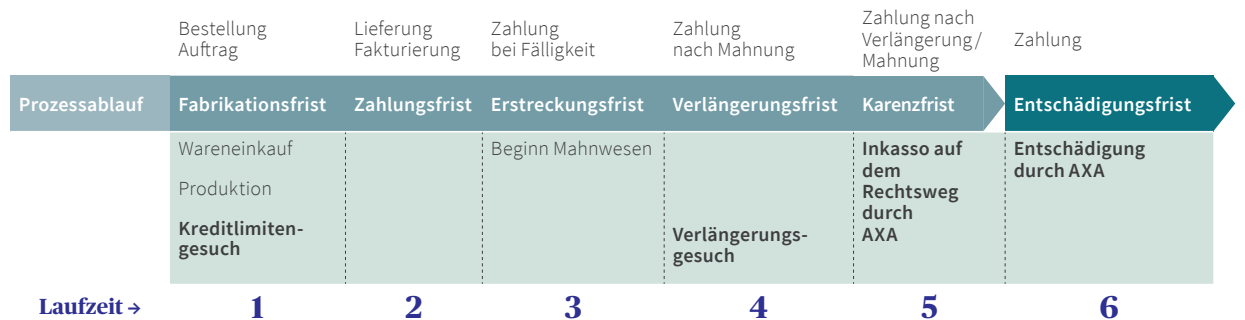 Bestellung
Auftrag
Lieferung
Fakturierung
Zahlung
bei Fälligkeit
Zahlung
nach Mahnung
Zahlung nach
Verlängerung/
Mahnung
Zahlung
Prozessablauf
Fabrikationsfrist
Zahlungsfrist
Erstreckungsfrist
Verlängerungsfrist
Karenzfrist
Entschädigungsfrist
Wareneinkauf
Produktion
Kreditlimiten-
gesuch
Beginn Mahnwesen
Verlängerungs-
gesuch
Inkasso auf
dem
Rechtsweg
durch
AXA
Entschädigung
durch AXA
Laufzeit → 1 2 3 4 5 6